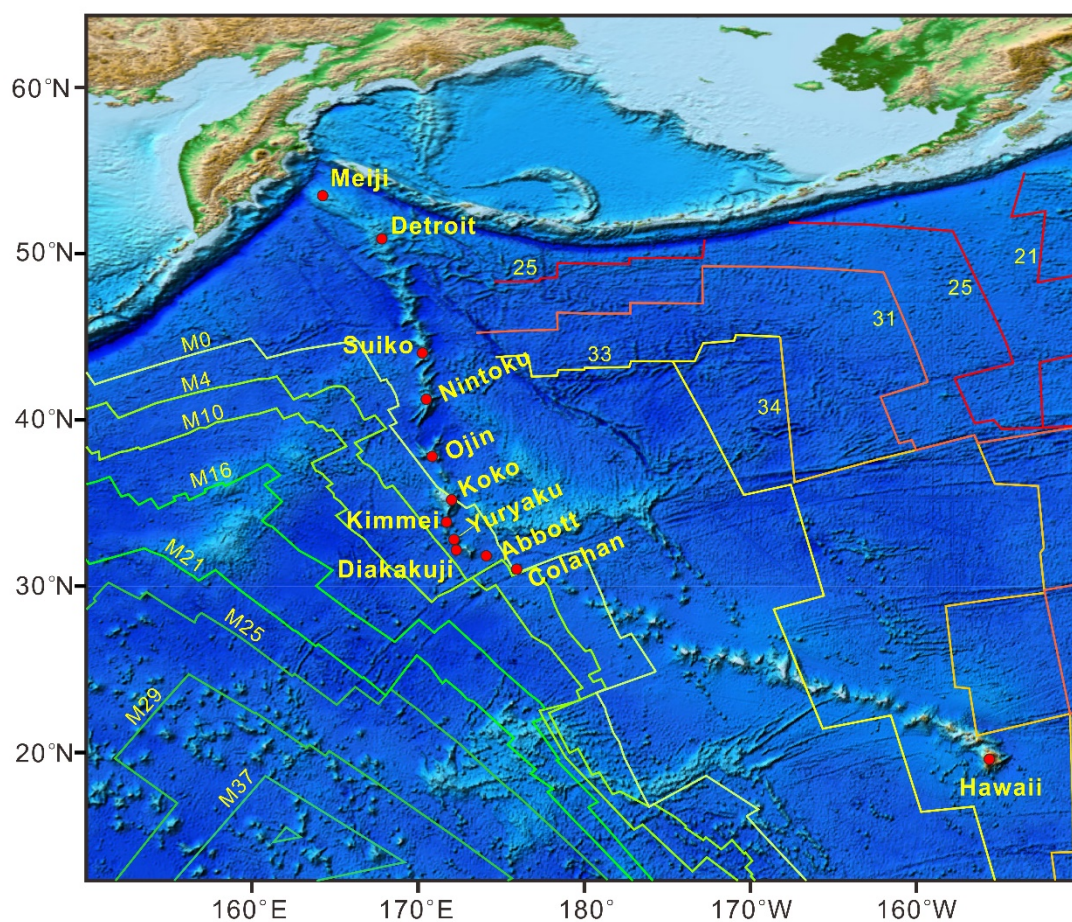 60°N
Meiji
Detroit
50°N
25
21
25
31
M0
Suiko
33
M4
Nintoku
34
M10
40°N
Ojin
M16
Koko
Yuryaku
Kimmei
Abbott
M21
Colahan
Diakakuji
30°N
M25
M29
20°N
M37
Hawaii
160°E
170°E
180°
170°W
160°W